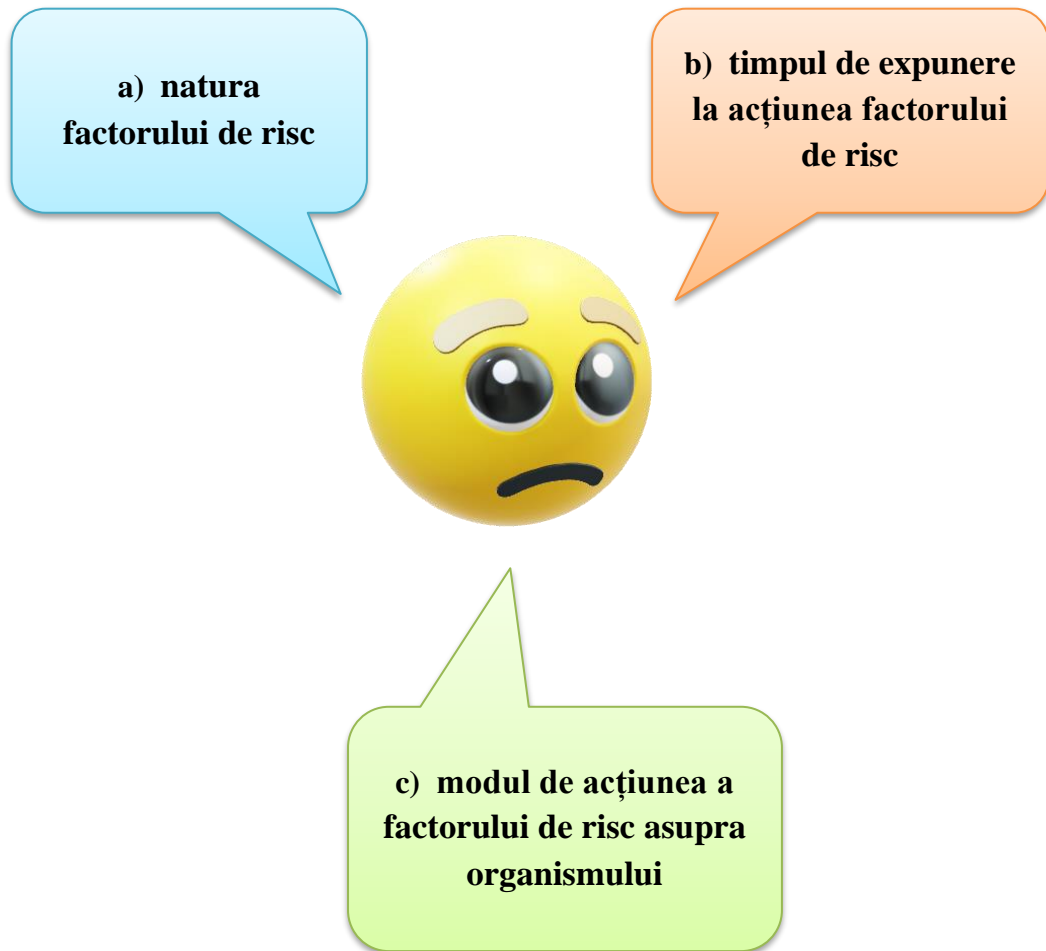 a) natura
factorului de risc
b) timpul de expunere
la acțiunea factorului
de risc
c) modul de acțiunea a
factorului de risc asupra
organismului